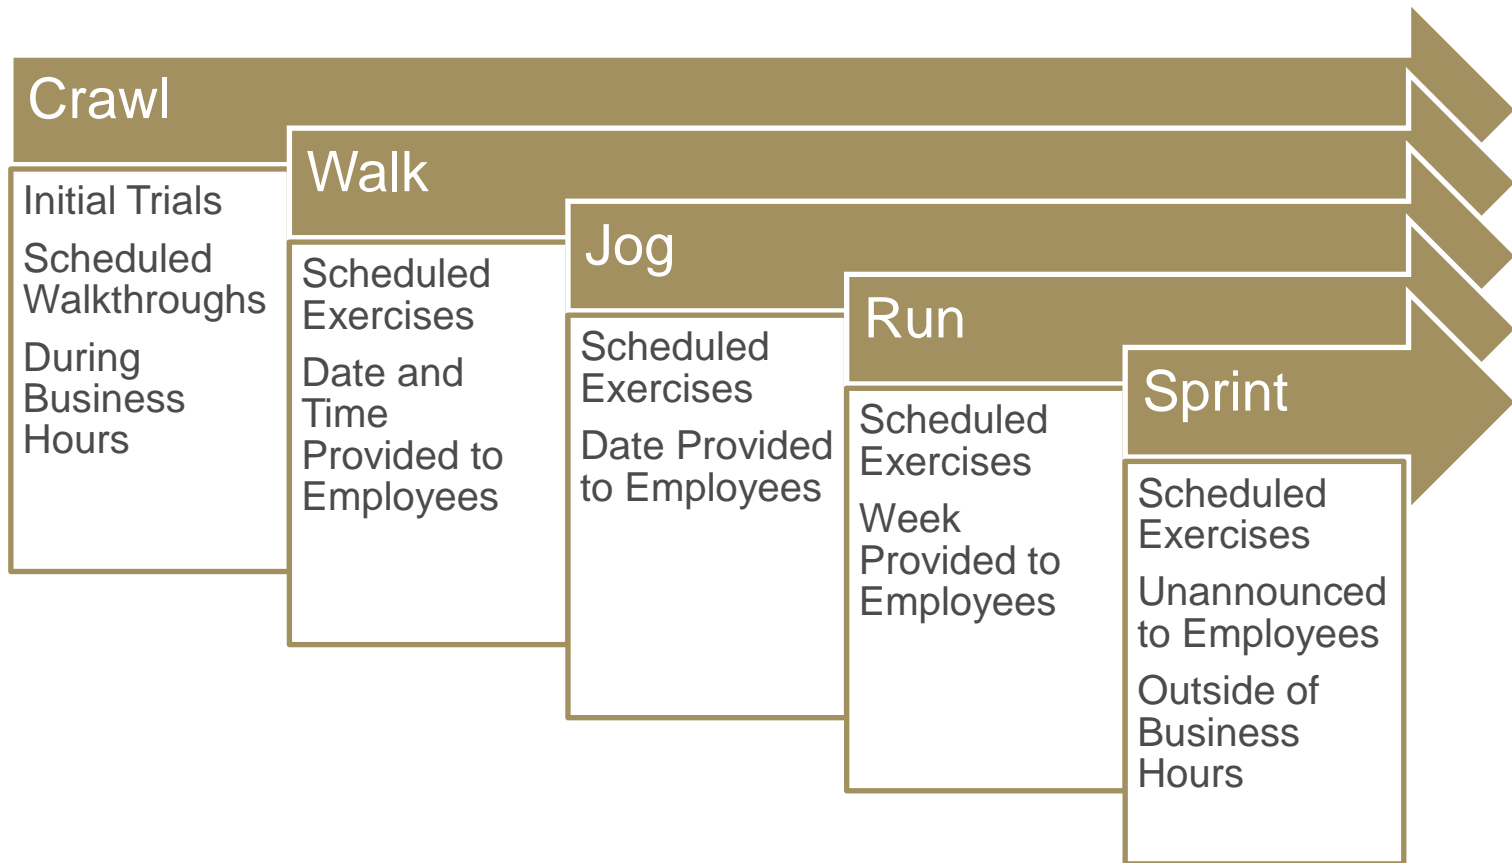 Crawl
Initial Trials
Scheduled
Walkthroughs
During
Business
Hours
Walk
Scheduled
Exercises
Date and
Time
Provided to
Employees
Jog
Scheduled
Exercises
Date Provided
to Employees
Run
Scheduled
Exercises
Week
Provided to
Employees
Sprint
Scheduled
Exercises
Unannounced
to Employees
Outside of
Business
Hours